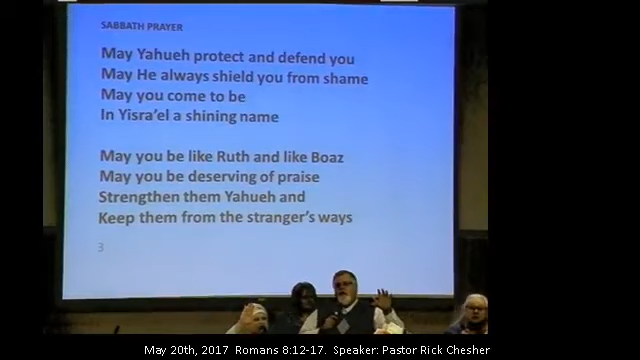 SABBATH PRAYER
May Yahueh protect and defend you
May He always shield you from shame
May you come to be
In Yisra'el a shining name
May you be like Ruth and like Boaz
May you be deserving of praise
Strengthen them Yahueh and
Keep them from the stranger's ways
3
May 20th, 2017 Romans 8:12-17. Speaker: Pastor Rick Chesher